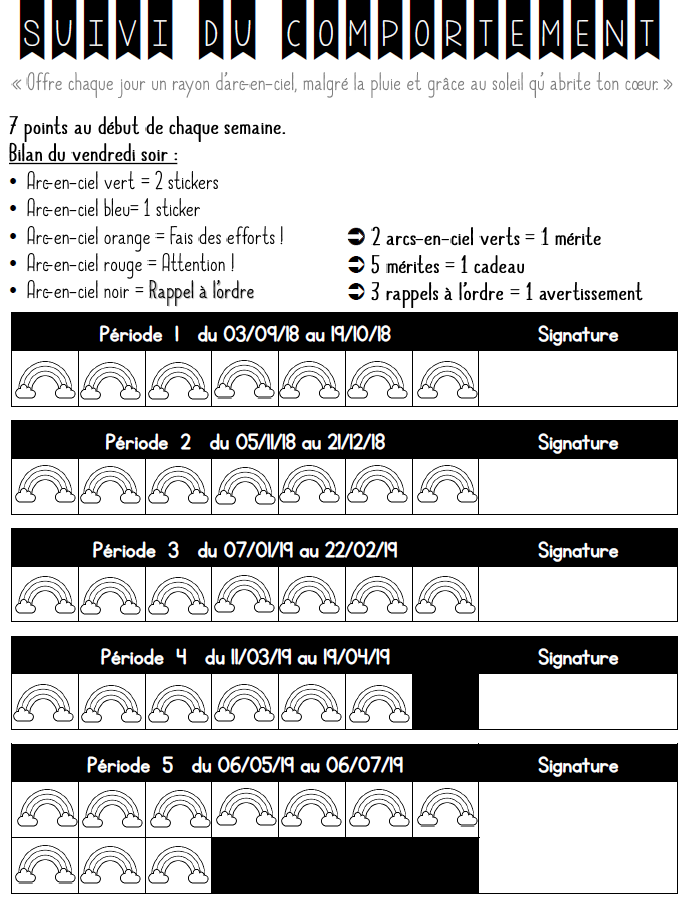 SUIVI DU COMPORTEMENT
« Offre chaque jour un rayon d'arc-en-ciel, malgré la pluie et grâce au soleil qu' abrite ton cœur. »
7 points au début de chaque semaine.
Bilan du vendredi soir :
• Arc-en-ciel vert = 2 stickers
• Arc-en-ciel bleu= 1 sticker
• Arc-en-ciel orange = Fais des efforts !
• Arc-en-ciel rouge = Attention !
• Arc-en-ciel noir = Rappel à l'ordre
➲ 2 arcs-en-ciel verts = 1 mérite
➲ 5 mérites = 1 cadeau
➲ 3 rappels à l'ordre = 1 avertissement
Période 1 du 03/09/18 au 19/10/18 Signature
Période 2 du 05/11/18 au 21/12/18 Signature
Période 3 du 07/01/19 au 22/02/19 Signature
Période 4 du 11/03/19 au 19/04/19 Signature
Période 5 du 06/05/19 au 06/07/19 Signature